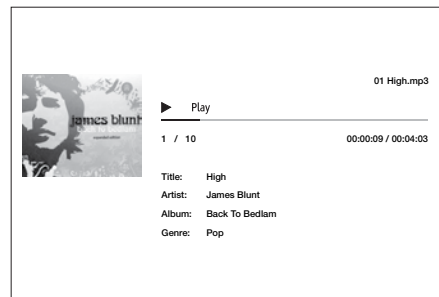 james blunt
01 High.mp3
Play
1 / 10 00:00:09 / 00:04:03
Title: High
Artist: James Blunt
Album: Back To Bedlam
Genre: Pop